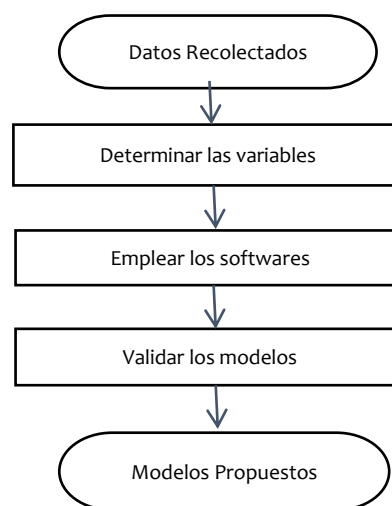 Datos Recolectados
Determinar las variables
Emplear los softwares
Validar los modelos
Modelos Propuestos